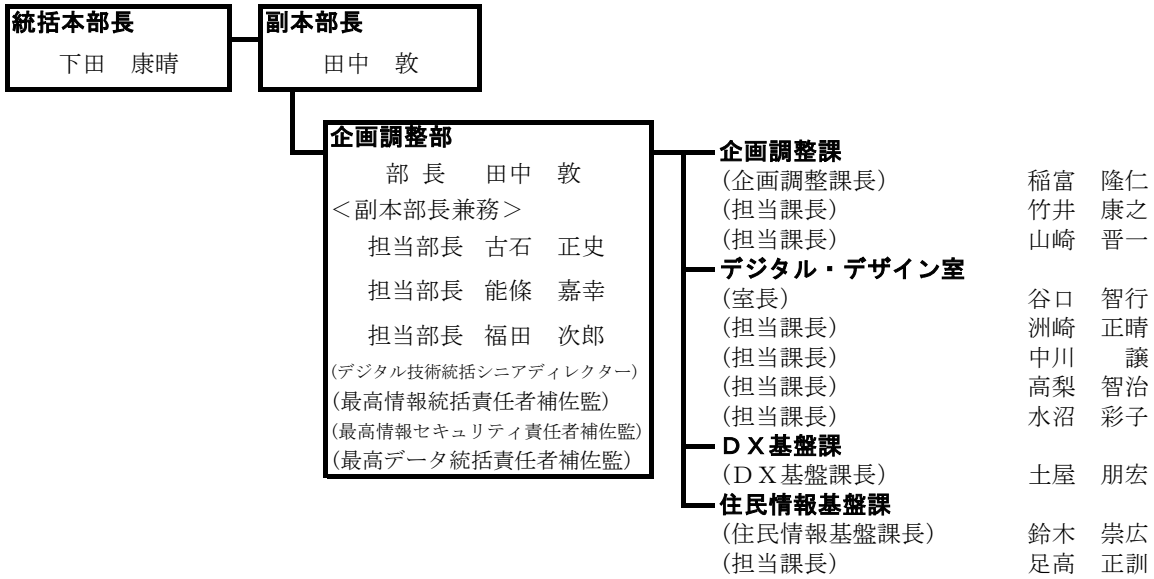 統括本部長
下田　康晴
副本部長
田中　敦
企画調整部
部 長　田中　敦
＜副本部長兼務＞
担当部長　古石　正史
担当部長　能條　嘉幸
担当部長　福田　次郎
(デジタル技術統括シニアディレクター)
(最高情報統括責任者補佐監)
(最高情報セキュリティ責任者補佐監)
(最高データ統括責任者補佐監)
企画調整課
(企画調整課長)　稲富　隆仁
(担当課長)　竹井　康之
(担当課長)　山崎　晋一
デジタル・デザイン室
(室長)　谷口　智行
(担当課長)　洲崎　正晴
(担当課長)　中川　譲
(担当課長)　高梨　智治
(担当課長)　水沼　彩子
ＤＸ基盤課
(ＤＸ基盤課長)　土屋　朋宏
住民情報基盤課
(住民情報基盤課長)　鈴木　崇広
(担当課長)　足高　正訓